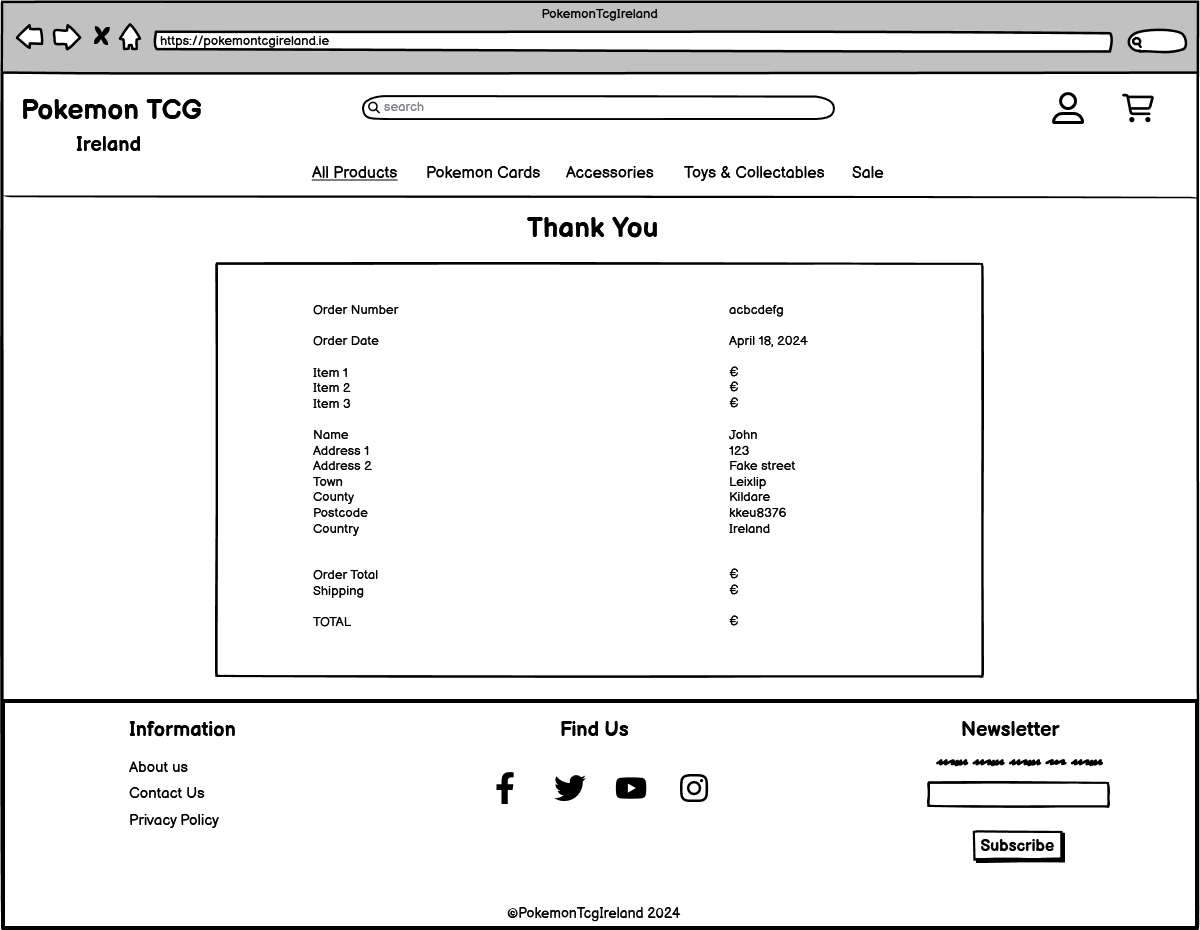 PokemonTcgIreland
https://pokemontcgireland.ie
Pokemon TCG
Ireland
search
All Products Pokemon Cards Accessories Toys & Collectables Sale
Thank You
Order Number acbcdefg
Order Date April 18, 2024
Item 1 €
Item 2 €
Item 3 €
Name John
Address 1 123
Address 2 Fake street
Town Leixlip
County Kildare
Postcode kkeu8376
Country Ireland
Order Total €
Shipping €
TOTAL €
Information Find Us Newsletter
About us
Contact Us
Privacy Policy
Subscribe
©PokemonTcgIreland 2024